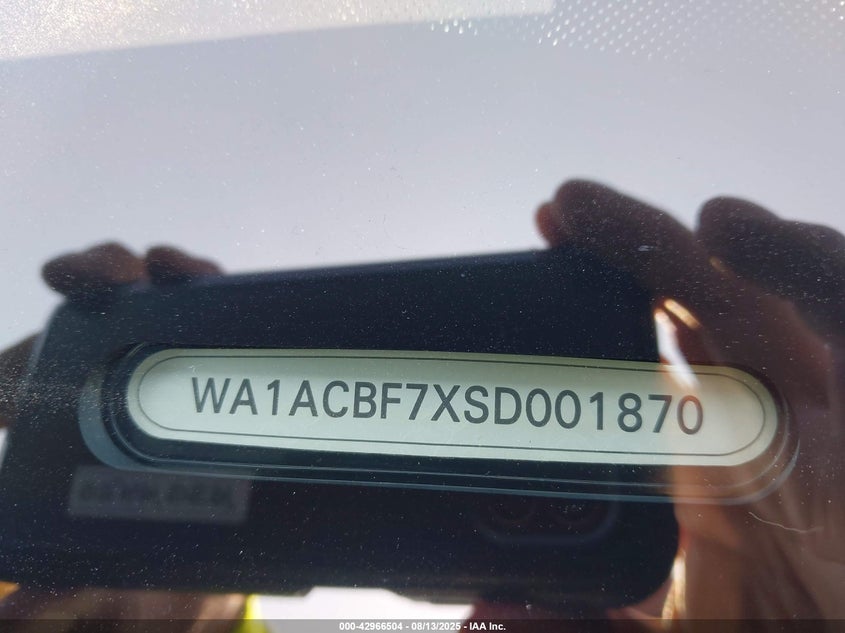 WA1ACBF7XSD001870
000-42966504 - 08/13/2025 - IAA Inc.